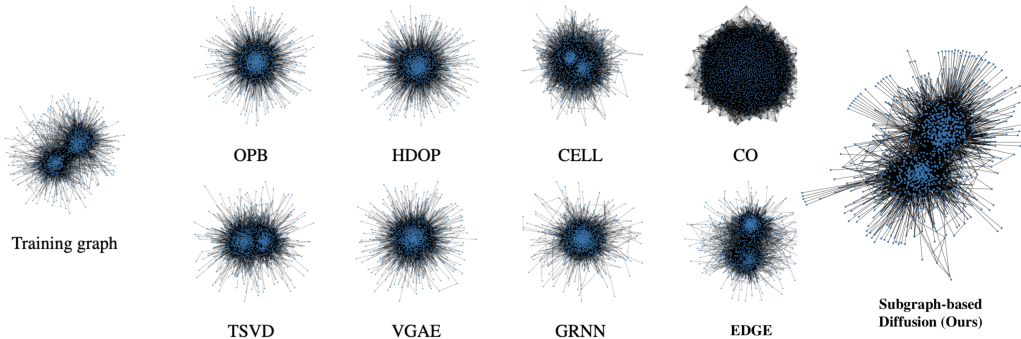 Training graph
OPB
HDOP
CELL
CO
TSVD
VGAE
GRNN
EDGE
Subgraph-based
Diffusion (Ours)